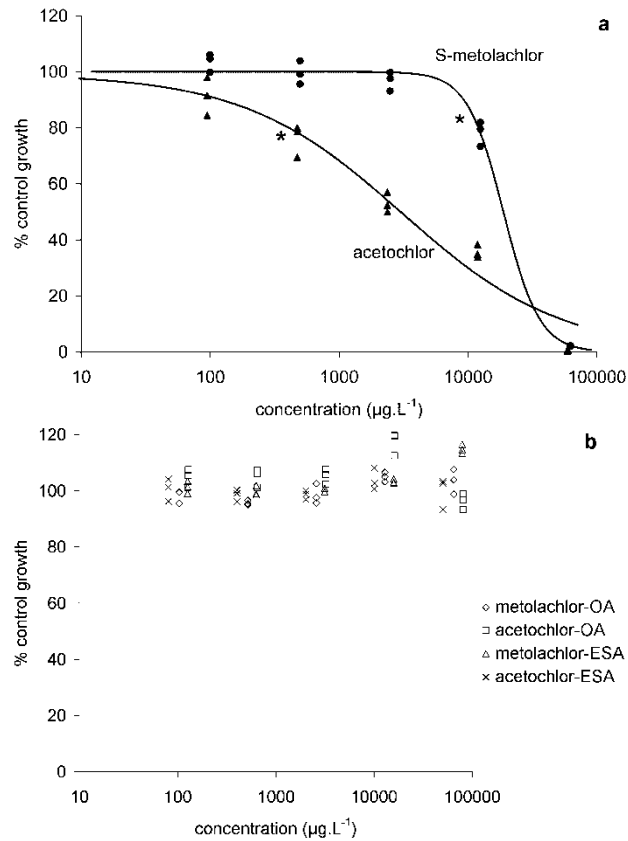 a
120
100
80
60
40
20
0
% control growth
S-metolachlor
*
*
acetochlor
10 100 1000 10000 100000
concentration (µg.L-1)
b
120
100
80
60
40
20
0
% control growth
metolachlor-OA
acetochlor-OA
metolachlor-ESA
acetochlor-ESA
10 100 1000 10000 100000
concentration (µg.L-1)